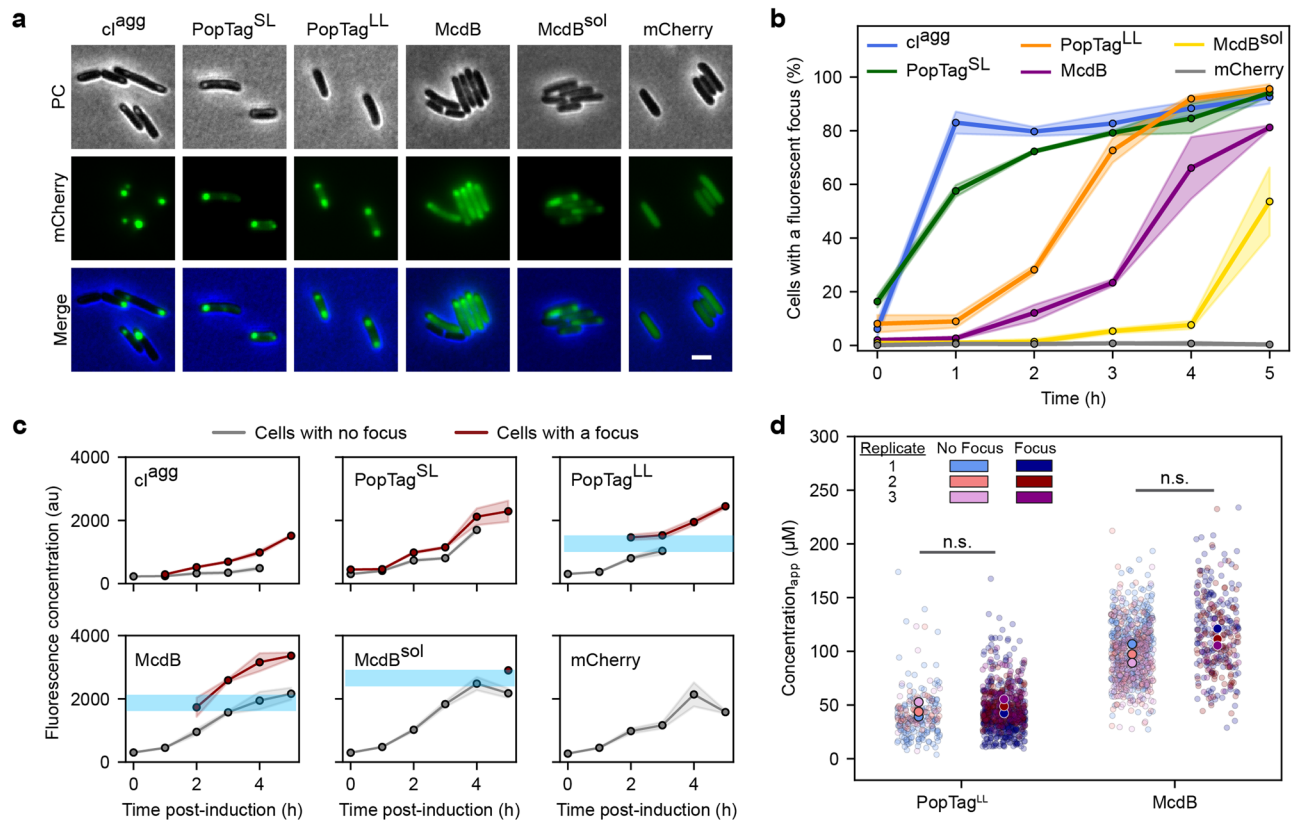 a
cI^agg PopTag^SL PopTag^LL McdB McdB^sol mCherry
PC
mCherry
Merge
b
cI^agg PopTag^LL McdB^sol
PopTag^SL McdB mCherry
Cells with a fluorescent focus (%)
100
80
60
40
20
0
0 1 2 3 4 5
Time (h)
c
Cells with no focus Cells with a focus
Fluorescence concentration (au)
4000
2000
0
cI^agg
PopTag^SL
PopTag^LL
4000
2000
0
McdB
McdB^sol
mCherry
0 2 4 0 2 4 0 2 4
Time post-induction (h) Time post-induction (h) Time post-induction (h)
d
Concentration_app (μM)
300
250
200
150
100
50
0
Replicate No Focus Focus
1
2
3
n.s.
n.s.
PopTag^LL McdB